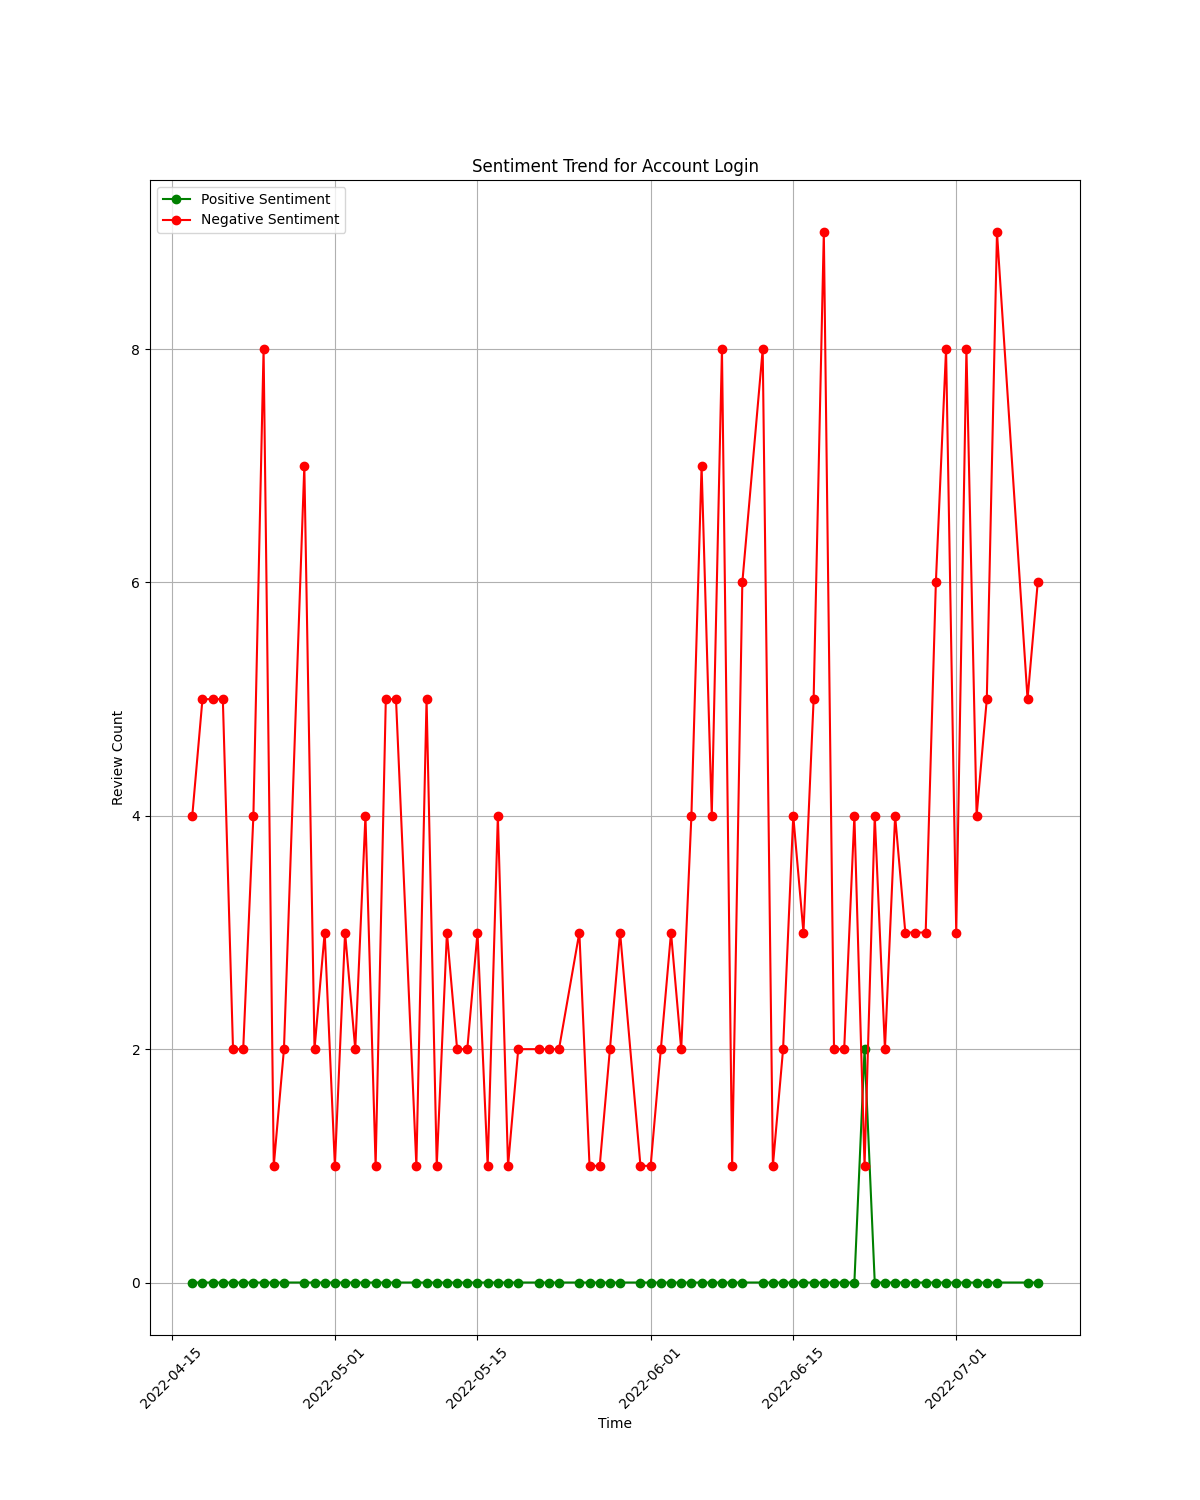 Sentiment Trend for Account Login
Positive Sentiment
Negative Sentiment
8
6
4
2
0
Review Count
2022-04-15
2022-05-01
2022-05-15
2022-06-01
2022-06-15
2022-07-01
Time